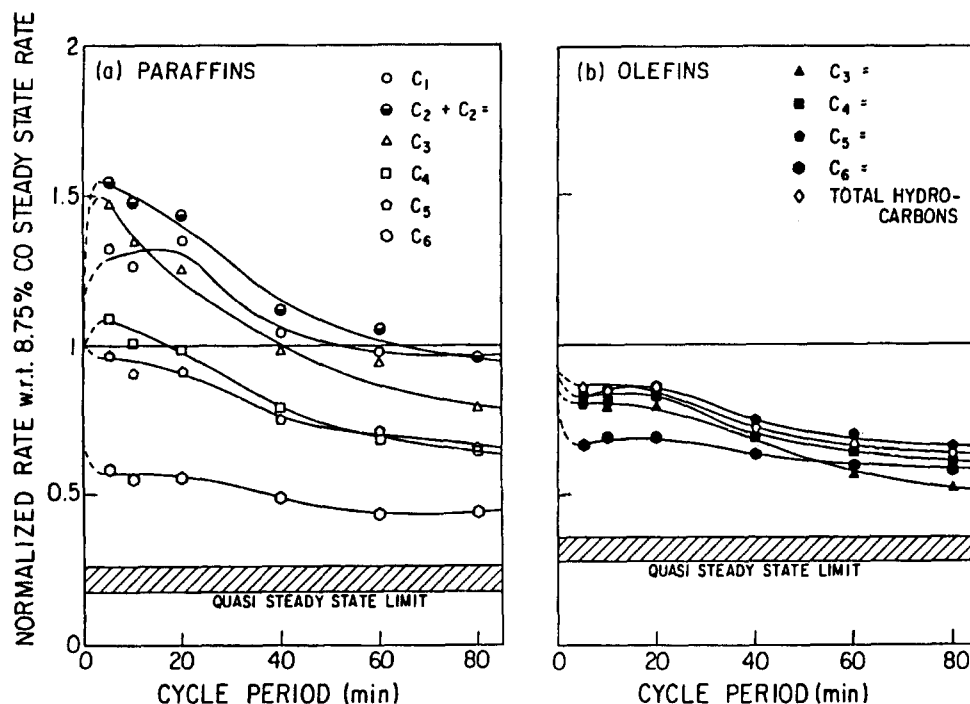 NORMALIZED RATE w.r.t. 8.75% CO STEADY STATE RATE
2
1.5
1
0.5
0
(a) PARAFFINS
C1
C2 + C2=
C3
C4
C5
C6
QUASI STEADY STATE LIMIT
0 20 40 60 80
CYCLE PERIOD (min)
(b) OLEFINS
C3 =
C4 =
C5 =
C6 =
TOTAL HYDRO-
CARBONS
QUASI STEADY STATE LIMIT
0 20 40 60 80
CYCLE PERIOD (min)